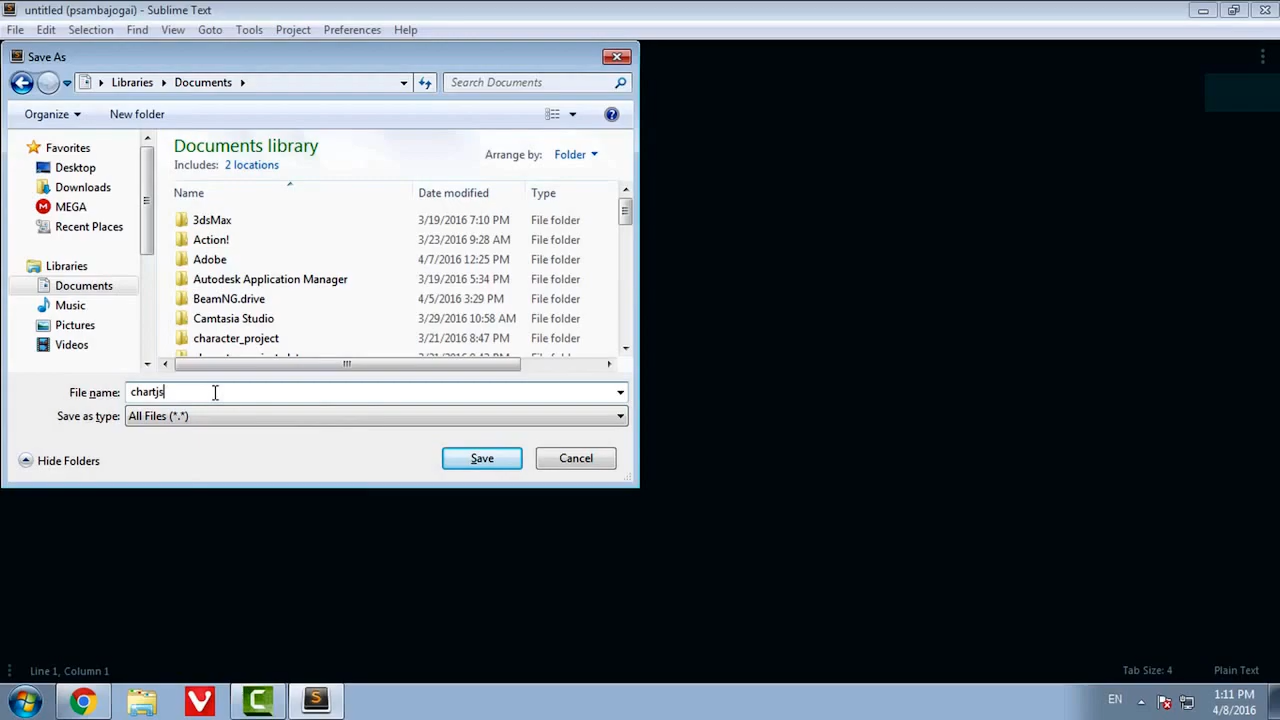 untitled (psambajogai) - Sublime Text
File Edit Selection Find View Goto Tools Project Preferences Help
Save As
Libraries Documents Search Documents
Organize New folder
Favorites
Desktop
Downloads
MEGA
Recent Places
Libraries
Documents
Music
Pictures
Videos
Documents library
Includes: 2 locations
Arrange by: Folder
Name Date modified Type
3dsMax 3/19/2016 7:10 PM File folder
Action! 3/23/2016 9:28 AM File folder
Adobe 4/7/2016 12:25 PM File folder
Autodesk Application Manager 3/19/2016 5:34 PM File folder
BeamNG.drive 4/5/2016 3:29 PM File folder
Camtasia Studio 3/29/2016 10:58 AM File folder
character_project 3/21/2016 8:47 PM File folder
File name: chartjs
Save as type: All Files (*.*)
Hide Folders Save Cancel
Line 1, Column 1 Tab Size: 4 Plain Text
EN 1:11 PM
4/8/2016